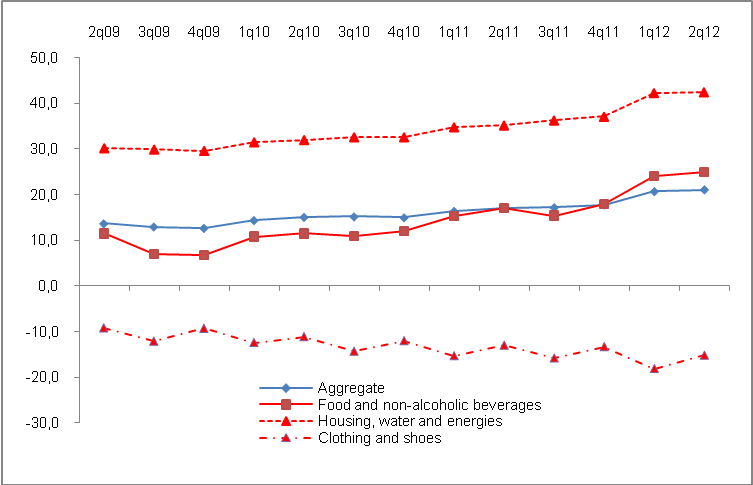 2q09 3q09 4q09 1q10 2q10 3q10 4q10 1q11 2q11 3q11 4q11 1q12 2q12
50,0
40,0
30,0
20,0
10,0
0,0
-10,0
-20,0
-30,0
Aggregate
Food and non-alcoholic beverages
Housing, water and energies
Clothing and shoes